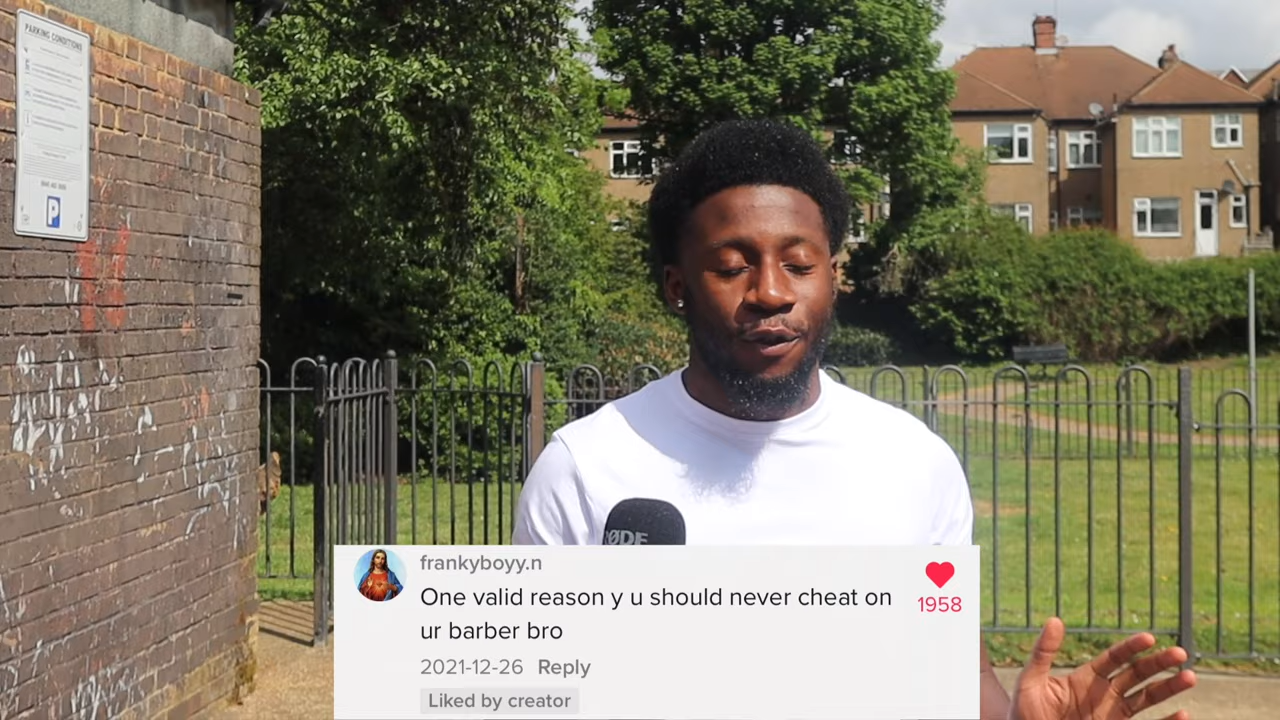 PARKING CONDITIONS
P
RØDE
frankyboyy.n
One valid reason y u should never cheat on
ur barber bro
1958
2021-12-26 Reply
Liked by creator